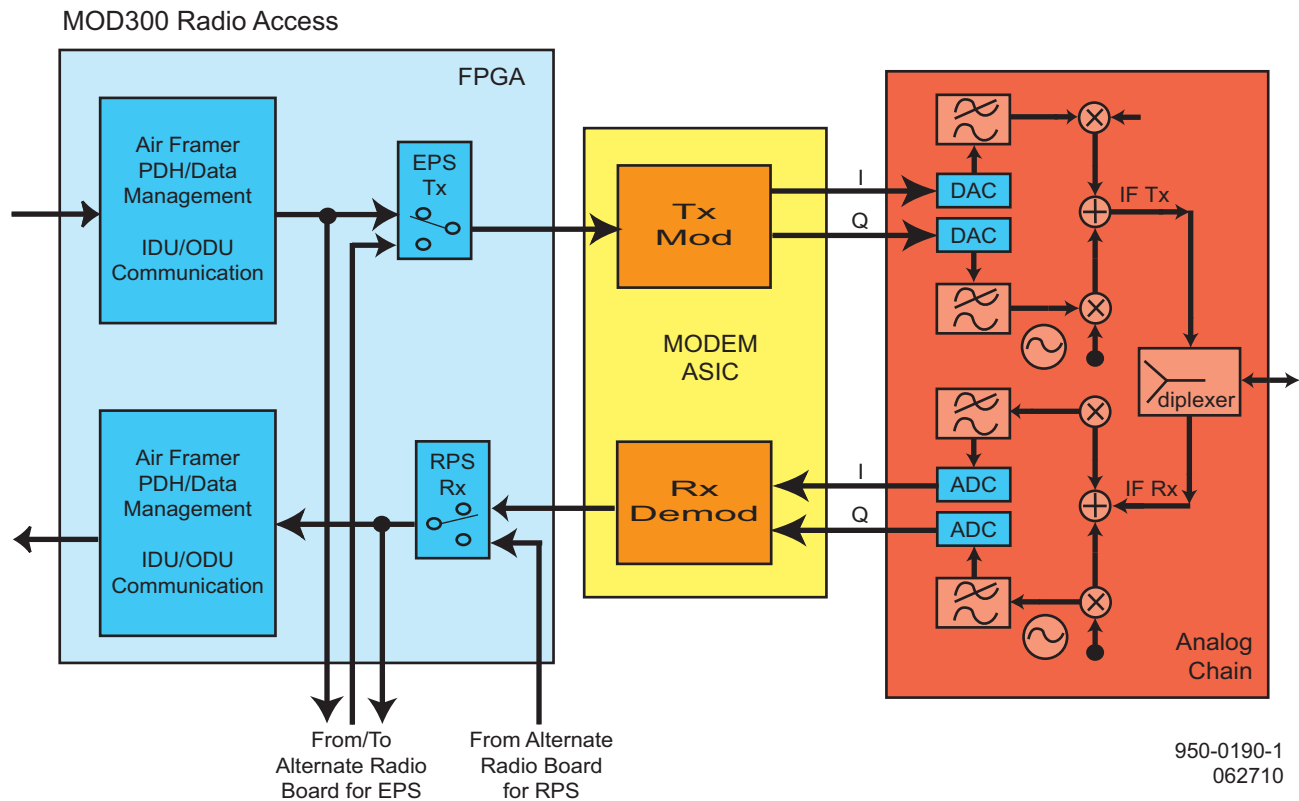 MOD300 Radio Access
FPGA
Air Framer
PDH/Data
Management
IDU/ODU
Communication
EPS
Tx
Tx
Mod
I
Q
DAC
DAC
IF Tx
MODEM
ASIC
diplexer
Air Framer
PDH/Data
Management
IDU/ODU
Communication
RPS
Rx
Rx
Demod
I
Q
ADC
ADC
IF Rx
Analog
Chain
From/To
Alternate Radio
Board for EPS
From Alternate
Radio Board
for RPS
950-0190-1
062710